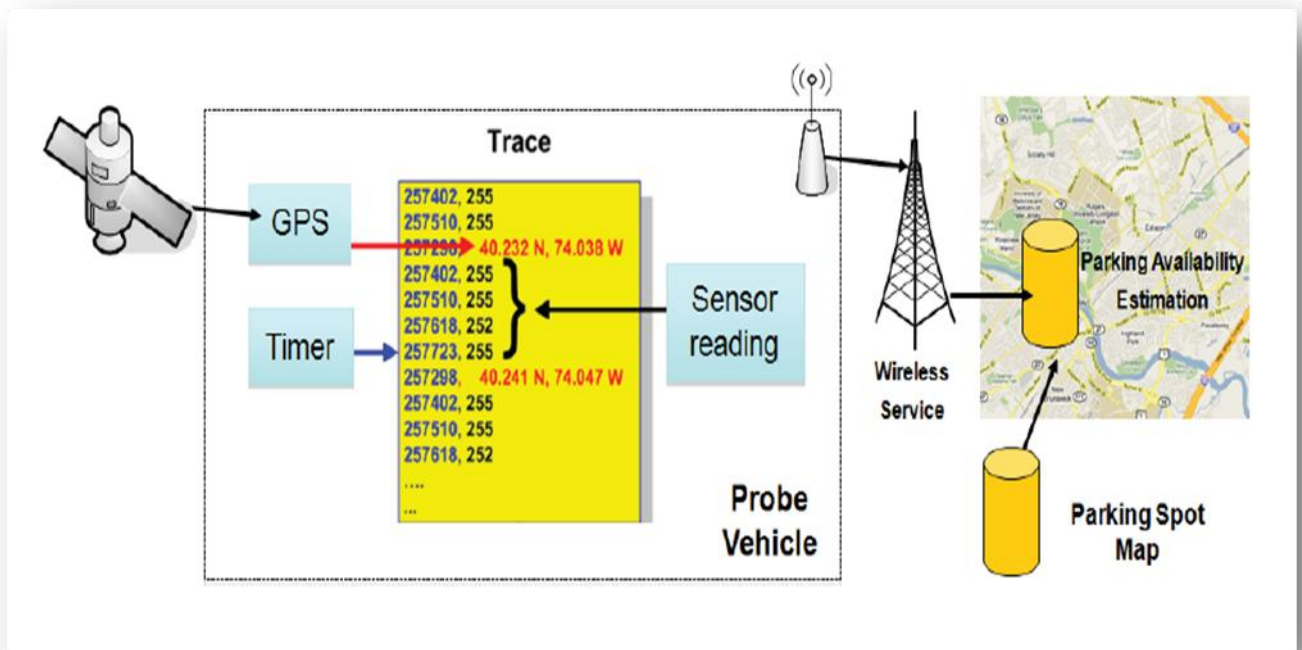 Trace
GPS
Timer
257402, 255
257510, 255
257298, 40.232 N, 74.038 W
257402, 255
257510, 255
257618, 252
257723, 255
257298, 40.241 N, 74.047 W
257402, 255
257510, 255
257618, 252
....
...
Sensor
reading
Probe
Vehicle
Wireless
Service
Parking Availability
Estimation
Parking Spot
Map